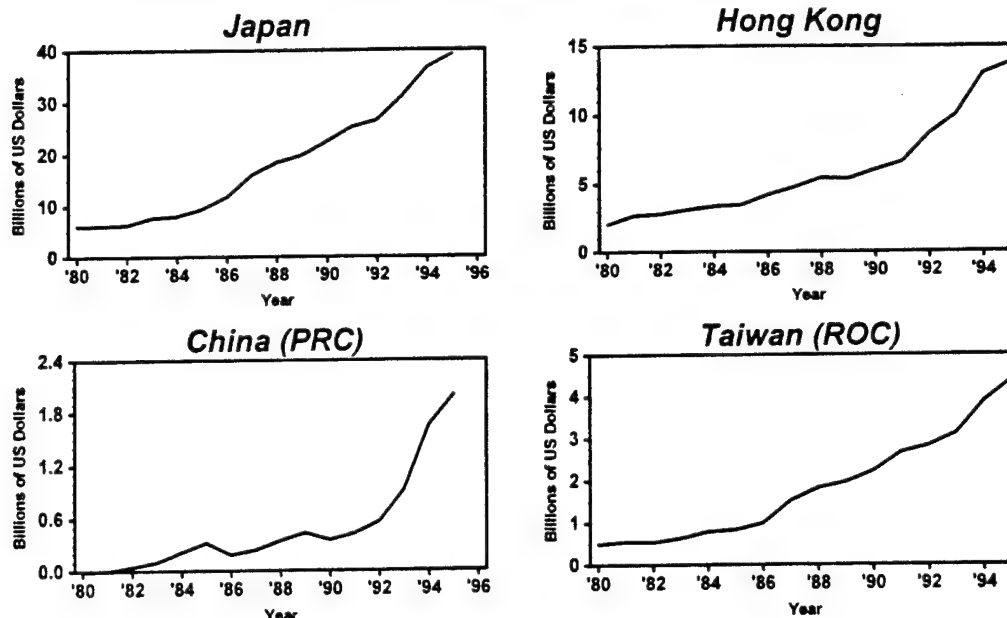 Japan
Billions of US Dollars
40
30
20
10
0
'80 '82 '84 '86 '88 '90 '92 '94 '96
Year
Hong Kong
Billions of US Dollars
15
10
5
0
'80 '82 '84 '86 '88 '90 '92 '94
Year
China (PRC)
Billions of US Dollars
2.4
1.8
1.2
0.6
0.0
'80 '82 '84 '86 '88 '90 '92 '94 '96
Year
Taiwan (ROC)
Billions of US Dollars
5
4
3
2
1
0
'80 '82 '84 '86 '88 '90 '92 '94
Year